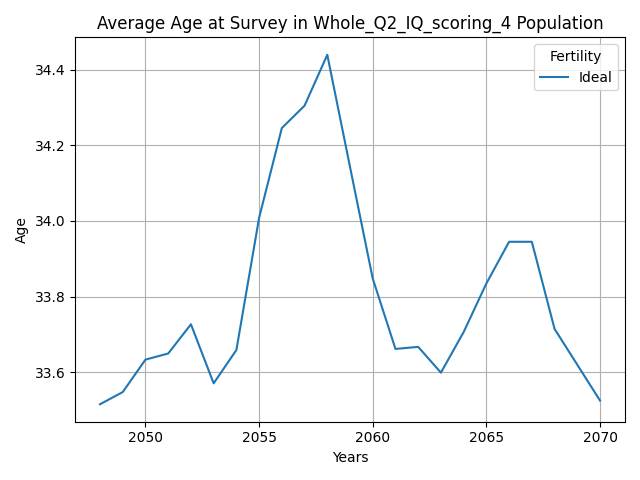 Average Age at Survey in Whole_Q2_IQ_scoring_4 Population
Fertility
Ideal
34.4
34.2
34.0
33.8
33.6
Age
2050 2055 2060 2065 2070
Years